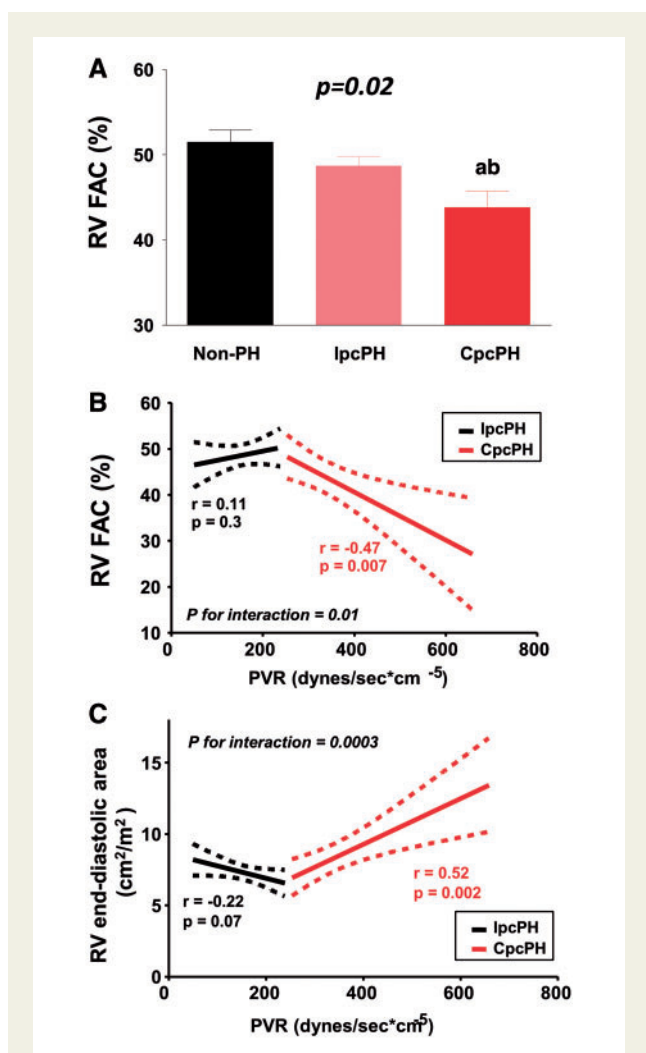 A
p=0.02
RV FAC (%)
60
50
40
30
ab
Non-PH
IpcPH
CpcPH
B
RV FAC (%)
60
50
40
30
20
10
IpcPH
CpcPH
r = 0.11
p = 0.3
r = -0.47
p = 0.007
P for interaction = 0.01
0
200
400
600
800
PVR (dynes/sec*cm -5)
C
P for interaction = 0.0003
RV end-diastolic area
(cm2/m2)
15
10
5
0
r = -0.22
p = 0.07
r = 0.52
p = 0.002
IpcPH
CpcPH
0
200
400
600
800
PVR (dynes/sec*cm-5)